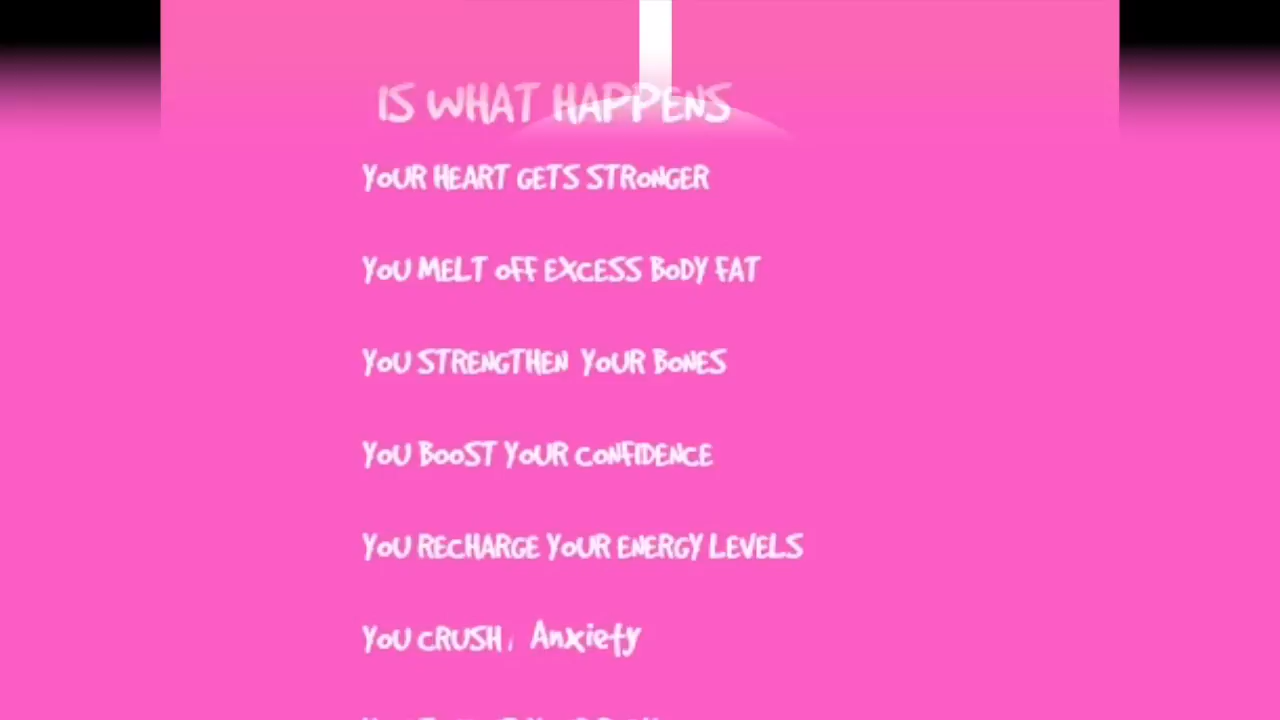 IS WHAT HAPPENS
YOUR HEART GETS STRONGER
YOU MELT OFF EXCESS BODY FAT
YOU STRENGTHEN YOUR BONES
YOU BOOST YOUR CONFIDENCE
YOU RECHARGE YOUR ENERGY LEVELS
YOU CRUSH Anxiety